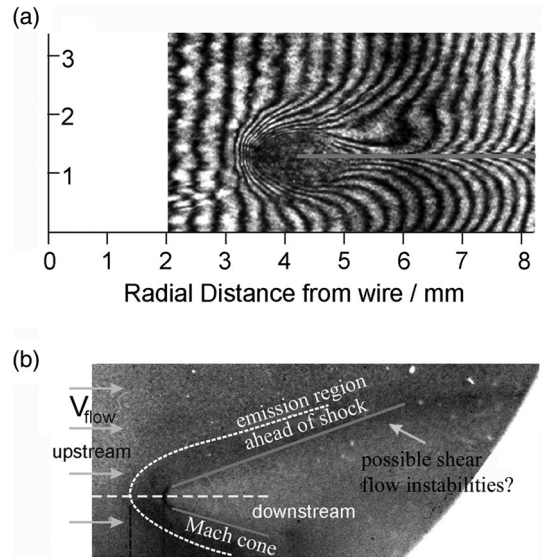 (a)
3
2
1
0 1 2 3 4 5 6 7 8
Radial Distance from wire / mm
(b)
Vflow
upstream
emission region
ahead of shock
possible shear
flow instabilities?
downstream
Mach cone